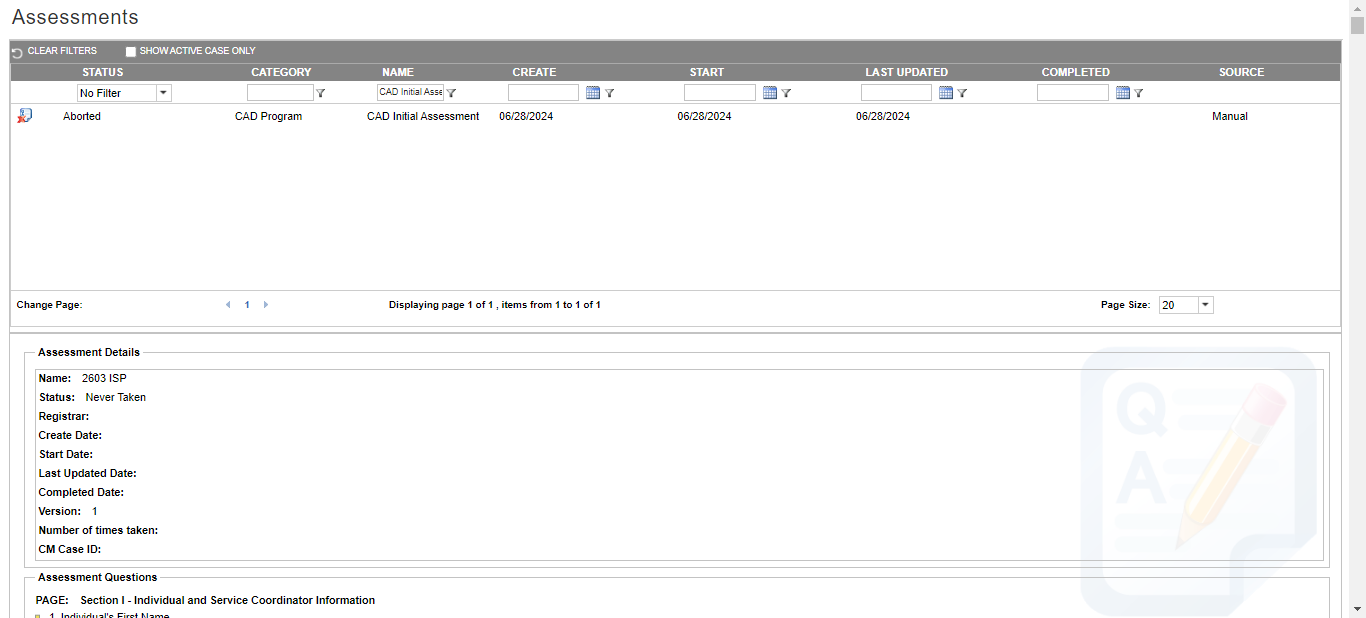 Assessments
CLEAR FILTERS SHOW ACTIVE CASE ONLY
STATUS CATEGORY NAME CREATE START LAST UPDATED COMPLETED SOURCE
No Filter CAD Initial Asse
Aborted CAD Program CAD Initial Assessment 06/28/2024 06/28/2024 06/28/2024 Manual
Change Page: 1 Displaying page 1 of 1 , items from 1 to 1 of 1 Page Size: 20
Assessment Details
Name: 2603 ISP
Status: Never Taken
Registrar:
Create Date:
Start Date:
Last Updated Date:
Completed Date:
Version: 1
Number of times taken:
CM Case ID:
Q
A
Assessment Questions
PAGE: Section I - Individual and Service Coordinator Information
1. Individual's First Name